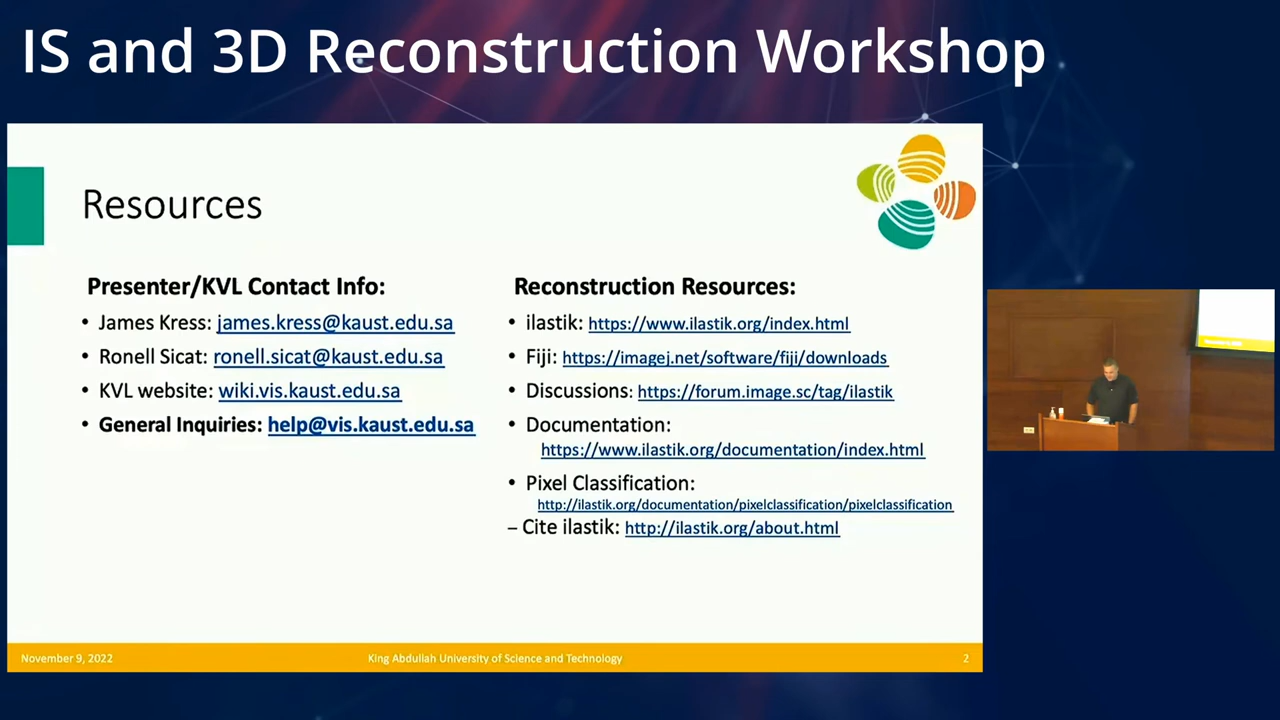 IS and 3D Reconstruction Workshop
Resources
Presenter/KVL Contact Info:
• James Kress: james.kress@kaust.edu.sa
• Ronell Sicat: ronell.sicat@kaust.edu.sa
• KVL website: wiki.vis.kaust.edu.sa
• General Inquiries: help@vis.kaust.edu.sa
Reconstruction Resources:
• ilastik: https://www.ilastik.org/index.html
• Fiji: https://imagej.net/software/fiji/downloads
• Discussions: https://forum.image.sc/tag/ilastik
• Documentation:
https://www.ilastik.org/documentation/index.html
• Pixel Classification:
http://ilastik.org/documentation/pixelclassification/pixelclassification
– Cite ilastik: http://ilastik.org/about.html
November 9, 2022
King Abdullah University of Science and Technology
2